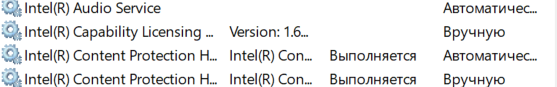 Intel(R) Audio Service Автоматичес...
Intel(R) Capability Licensing ... Version: 1.6... Вручную
Intel(R) Content Protection H... Intel(R) Con... Выполняется Автоматичес...
Intel(R) Content Protection H... Intel(R) Con... Выполняется Вручную